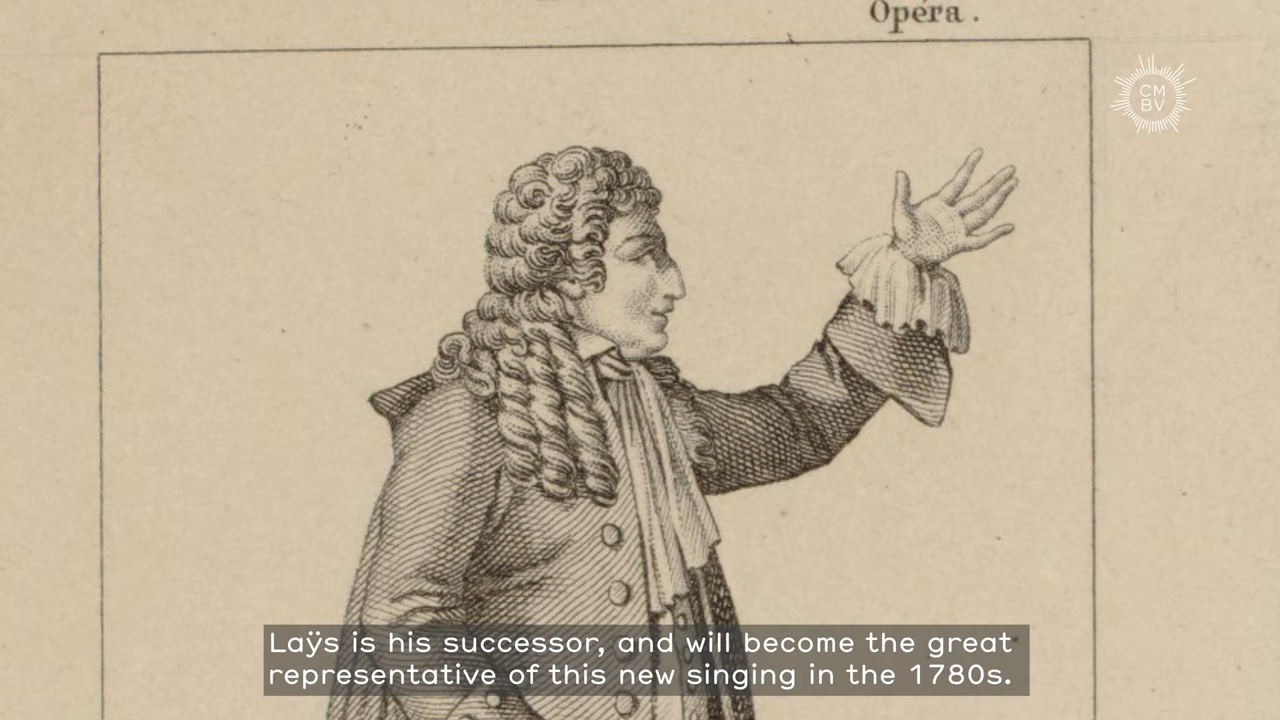 Opéra.
CM
BV
Laÿs is his successor, and will become the great
representative of this new singing in the 1780s.